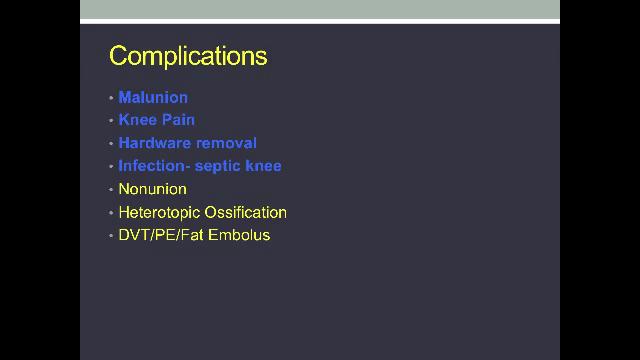 Complications
• Malunion
• Knee Pain
• Hardware removal
• Infection- septic knee
• Nonunion
• Heterotopic Ossification
• DVT/PE/Fat Embolus